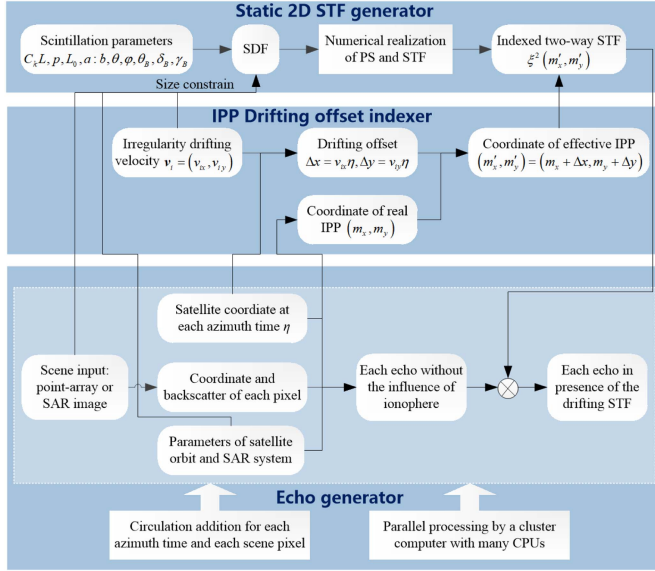 Static 2D STF generator
Scintillation parameters
C_kL, p, L_0, a : b, θ, φ, θ_B, δ_B, γ_B
SDF
Numerical realization
of PS and STF
Indexed two-way STF
ξ² (m'_x, m'_y)
Size constrain
IPP Drifting offset indexer
Irregularity drifting
velocity v_i = (v_ix, v_iy)
Drifting offset
Δx = v_ix η, Δy = v_iy η
Coordinate of effective IPP
(m'_x, m'_y) = (m_x + Δx, m_y + Δy)
Coordinate of real
IPP (m_x, m_y)
Satellite coordiate at
each azimuth time η
Scene input:
point-array or
SAR image
Coordinate and
backscatter of each pixel
Each echo without
the influence of
ionophere
Each echo in
presence of the
drifting STF
Parameters of satellite
orbit and SAR system
Echo generator
Circulation addition for each
azimuth time and each scene pixel
Parallel processing by a cluster
computer with many CPUs